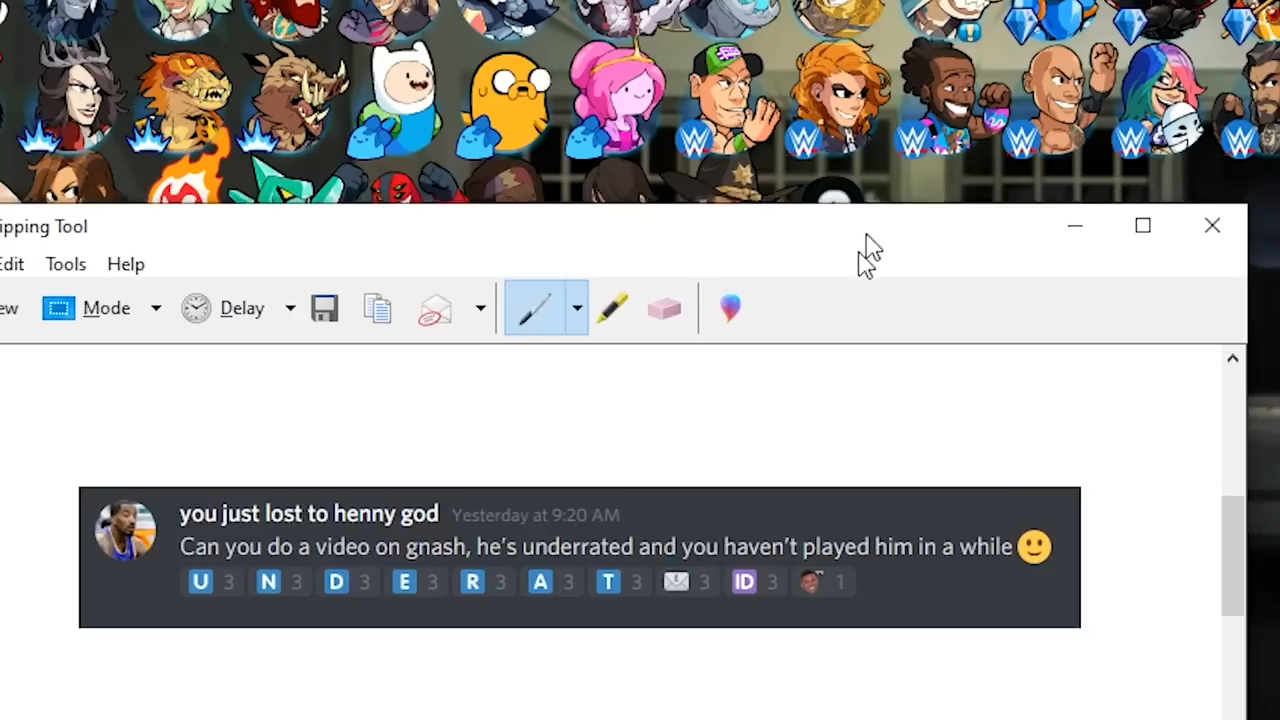 ipping Tool
Edit Tools Help
ew Mode Delay
you just lost to henny god Yesterday at 9:20 AM
Can you do a video on gnash, he's underrated and you haven't played him in a while
U 3 N 3 D 3 E 3 R 3 A 3 T 3 3 ID 3 1